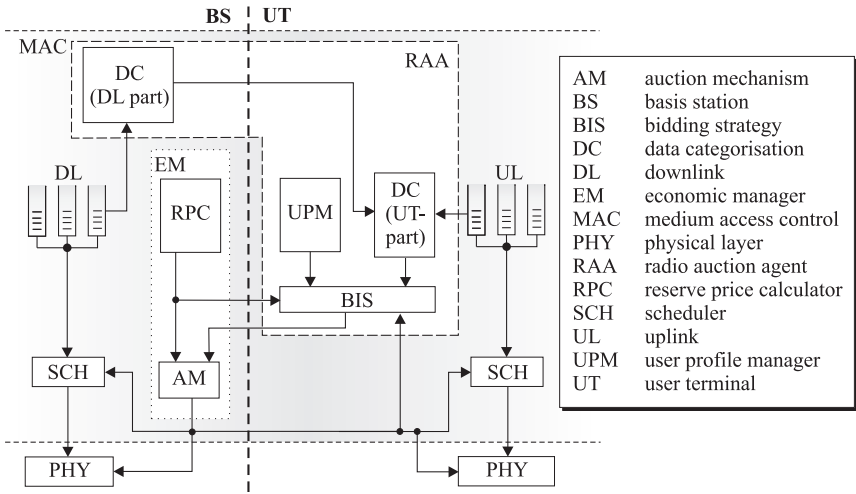 BS UT
MAC
RAA
DC
(DL part)
EM
DL
UL
RPC
UPM
DC
(UT-
part)
BIS
SCH
AM
SCH
PHY
PHY
AM auction mechanism
BS basis station
BIS bidding strategy
DC data categorisation
DL downlink
EM economic manager
MAC medium access control
PHY physical layer
RAA radio auction agent
RPC reserve price calculator
SCH scheduler
UL uplink
UPM user profile manager
UT user terminal